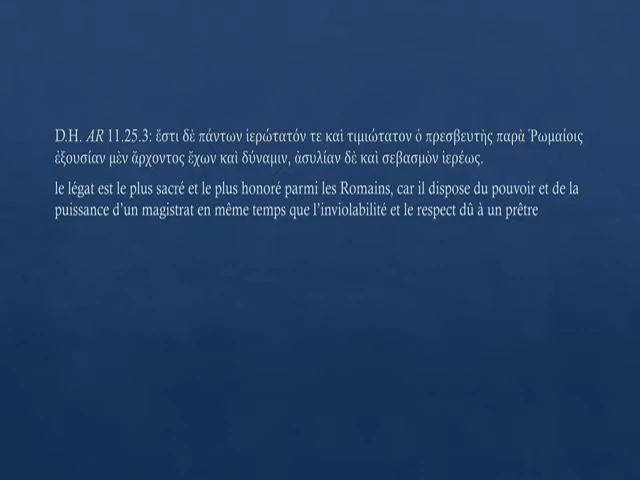 D.H. AR 11.25.3: ἔστι δὲ πάντων ἱερώτατόν τε καὶ τιμιώτατον ὁ πρεσβευτὴς παρὰ Ῥωμαίοις
ἐξουσίαν μὲν ἄρχοντος ἔχων καὶ δύναμιν, ἀσυλίαν δὲ καὶ σεβασμὸν ἱερέως.
le légat est le plus sacré et le plus honoré parmi les Romains, car il dispose du pouvoir et de la
puissance d’un magistrat en même temps que l’inviolabilité et le respect dû à un prêtre